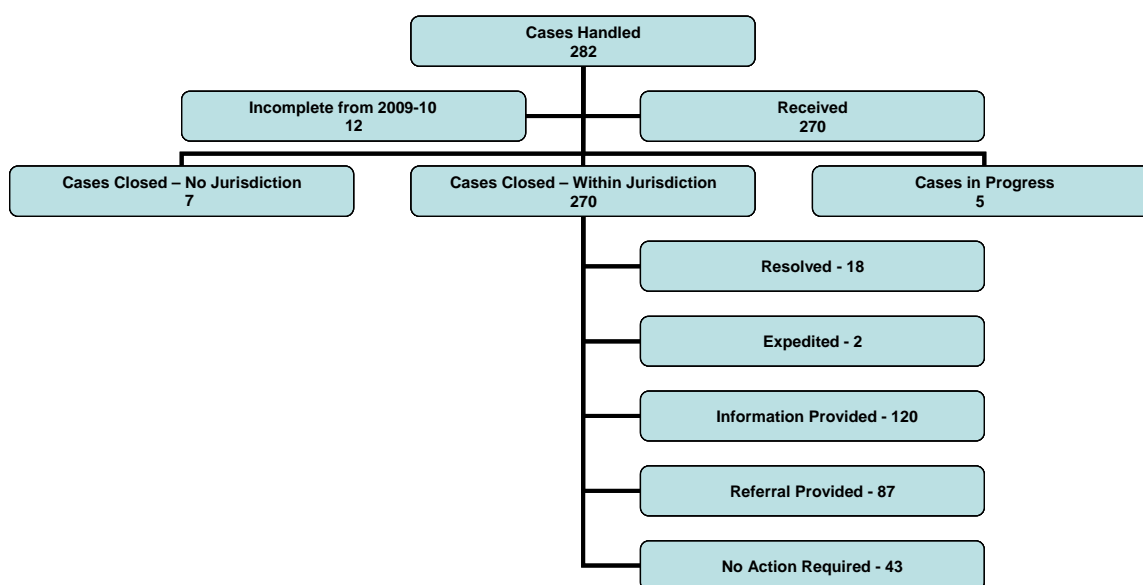 Cases Handled
282
Incomplete from 2009-10
12
Received
270
Cases Closed – No Jurisdiction
7
Cases Closed – Within Jurisdiction
270
Cases in Progress
5
Resolved - 18
Expedited - 2
Information Provided - 120
Referral Provided - 87
No Action Required - 43